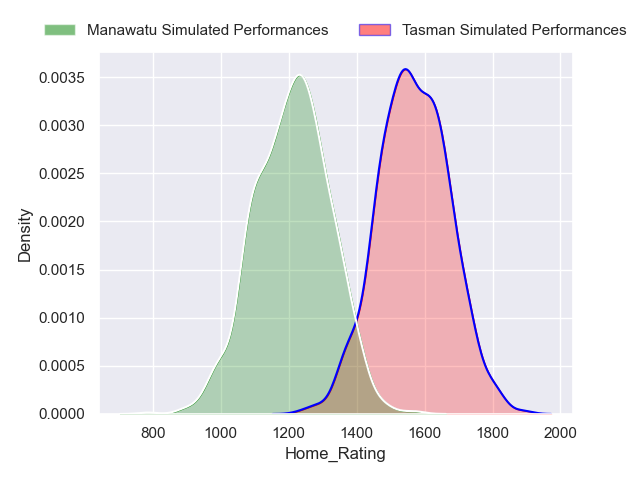 Manawatu Simulated Performances
Tasman Simulated Performances
0.0035
0.0030
0.0025
0.0020
0.0015
0.0010
0.0005
0.0000
Density
800 1000 1200 1400 1600 1800 2000
Home_Rating